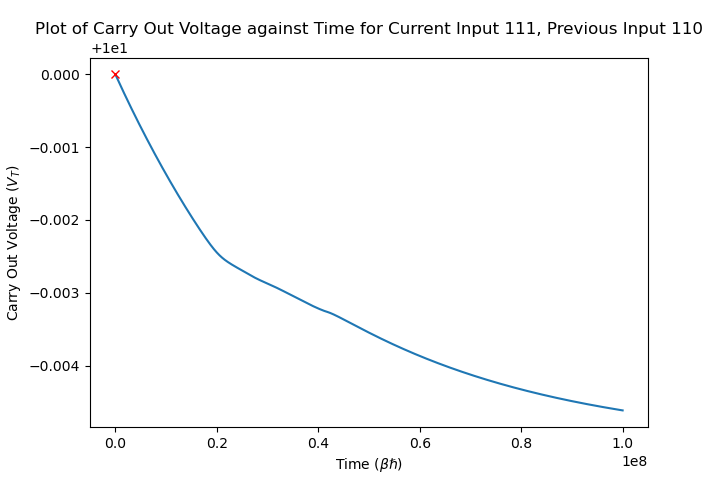 Plot of Carry Out Voltage against Time for Current Input 111, Previous Input 110
+1e1
0.000
−0.001
−0.002
−0.003
−0.004
Carry Out Voltage (V_T)
0.0 0.2 0.4 0.6 0.8 1.0
1e8
Time (βħ)